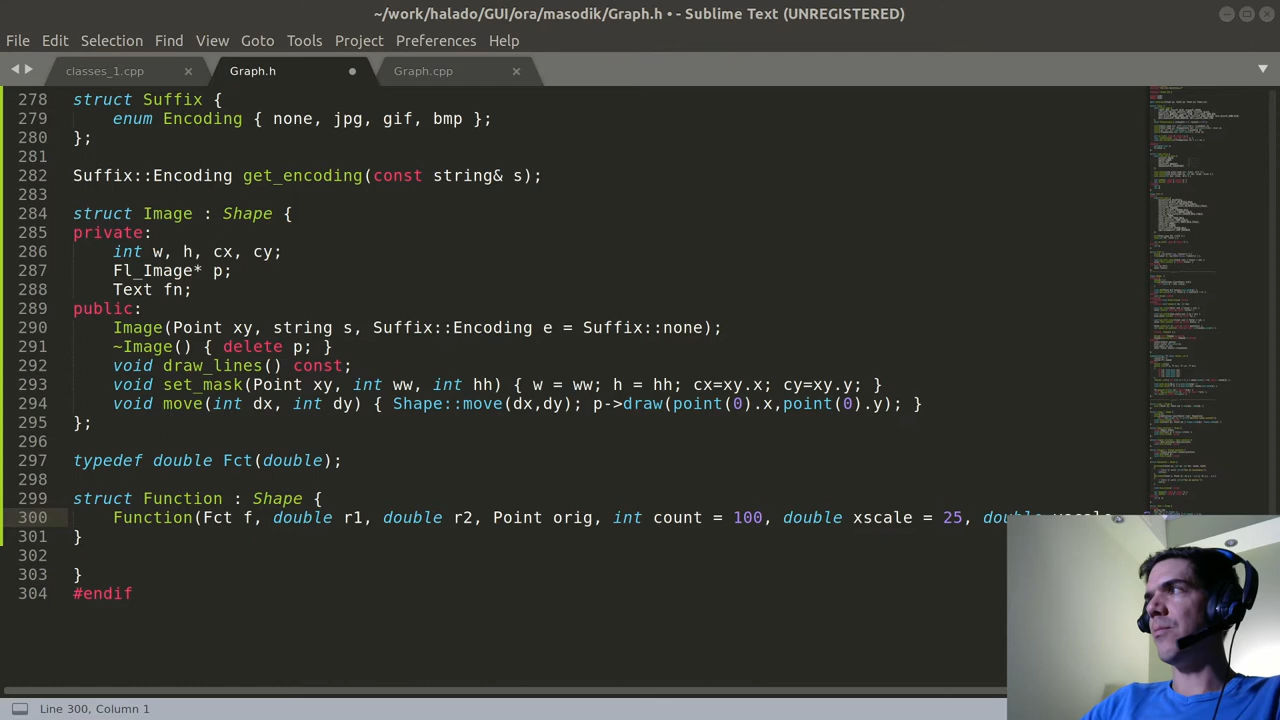 ~/work/halado/GUI/ora/masodik/Graph.h • - Sublime Text (UNREGISTERED)
File Edit Selection Find View Goto Tools Project Preferences Help
classes_1.cpp Graph.h Graph.cpp
278 struct Suffix {
279 enum Encoding { none, jpg, gif, bmp };
280 };
281
282 Suffix::Encoding get_encoding(const string& s);
283
284 struct Image : Shape {
285 private:
286 int w, h, cx, cy;
287 Fl_Image* p;
288 Text fn;
289 public:
290 Image(Point xy, string s, Suffix::Encoding e = Suffix::none);
291 ~Image() { delete p; }
292 void draw_lines() const;
293 void set_mask(Point xy, int ww, int hh) { w = ww; h = hh; cx=xy.x; cy=xy.y; }
294 void move(int dx, int dy) { Shape::move(dx,dy); p->draw(point(0).x,point(0).y); }
295 };
296
297 typedef double Fct(double);
298
299 struct Function : Shape {
300 Function(Fct f, double r1, double r2, Point orig, int count = 100, double xscale = 25,
301 }
302
303 }
304 #endif
Line 300, Column 1